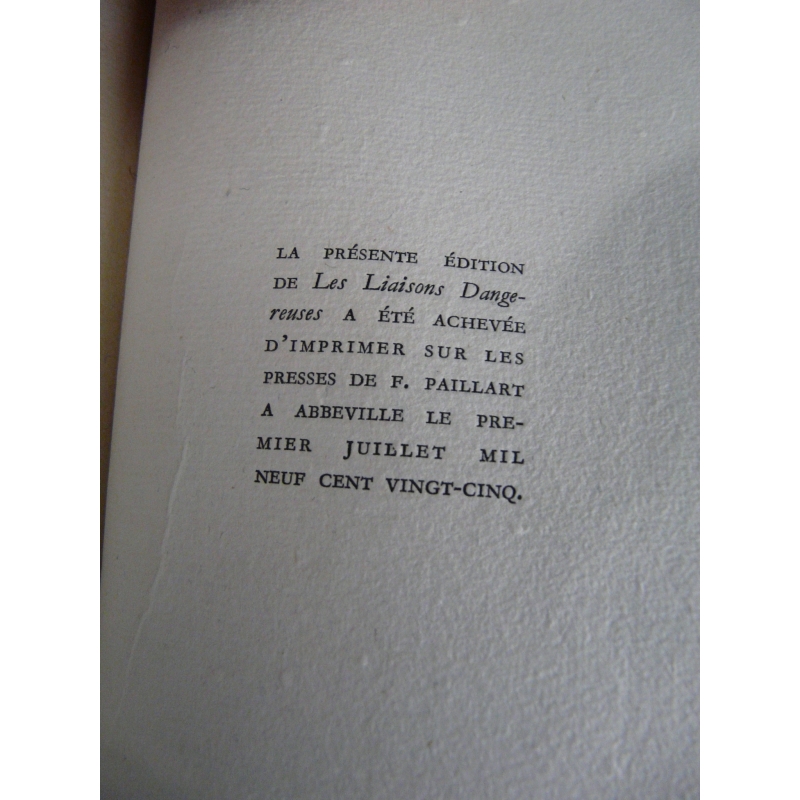 LA PRÉSENTE ÉDITION
DE Les Liaisons Dange-
reuses A ÉTÉ ACHEVÉE
D'IMPRIMER SUR LES
PRESSES DE F. PAILLART
A ABBEVILLE LE PRE-
MIER JUILLET MIL
NEUF CENT VINGT-CINQ.